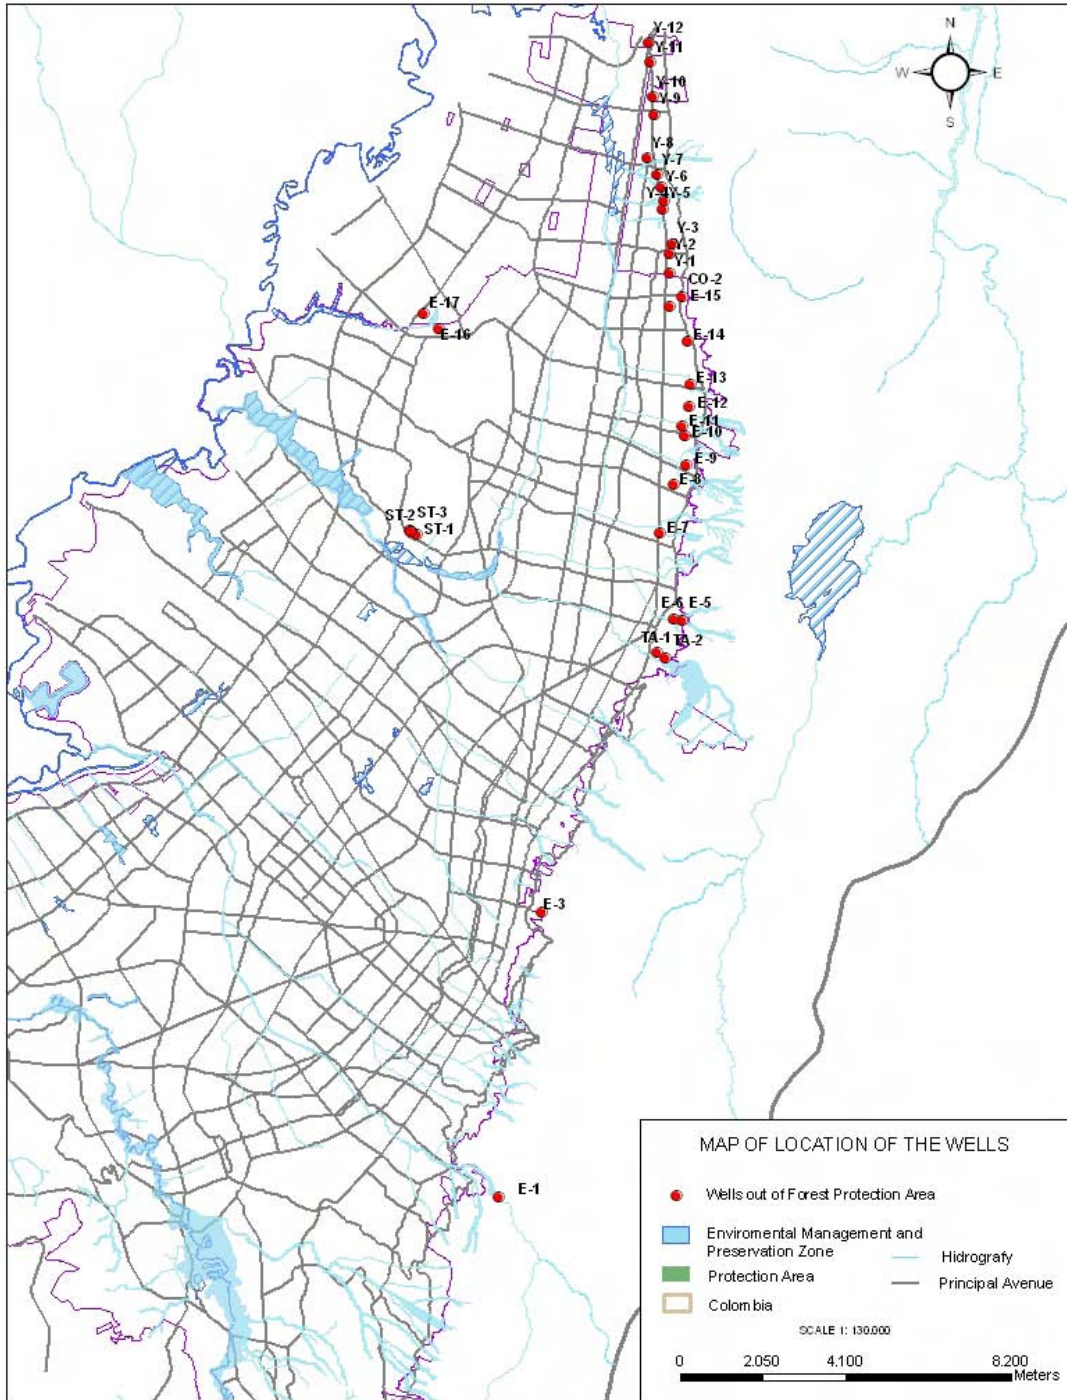 Y-12
Y-11
N
W E
S
Y-10
Y-9
Y-8
Y-7
Y-6
Y-4 Y-5
Y-3
Y-2
Y-1
CO-2
E-15
E-17
E-16
E-14
E-13
E-12
E-11
E-10
E-9
E-8
ST-2 ST-3
ST-1
E-7
E-6 E-5
TA-1 TA-2
E-3
E-1
MAP OF LOCATION OF THE WELLS
Wells out of Forest Protection Area
Enviromental Management and
Preservation Zone
Hidrografy
Protection Area
Principal Avenue
Colombia
SCALE 1: 130.000
0 2.050 4.100 8.200
Meters